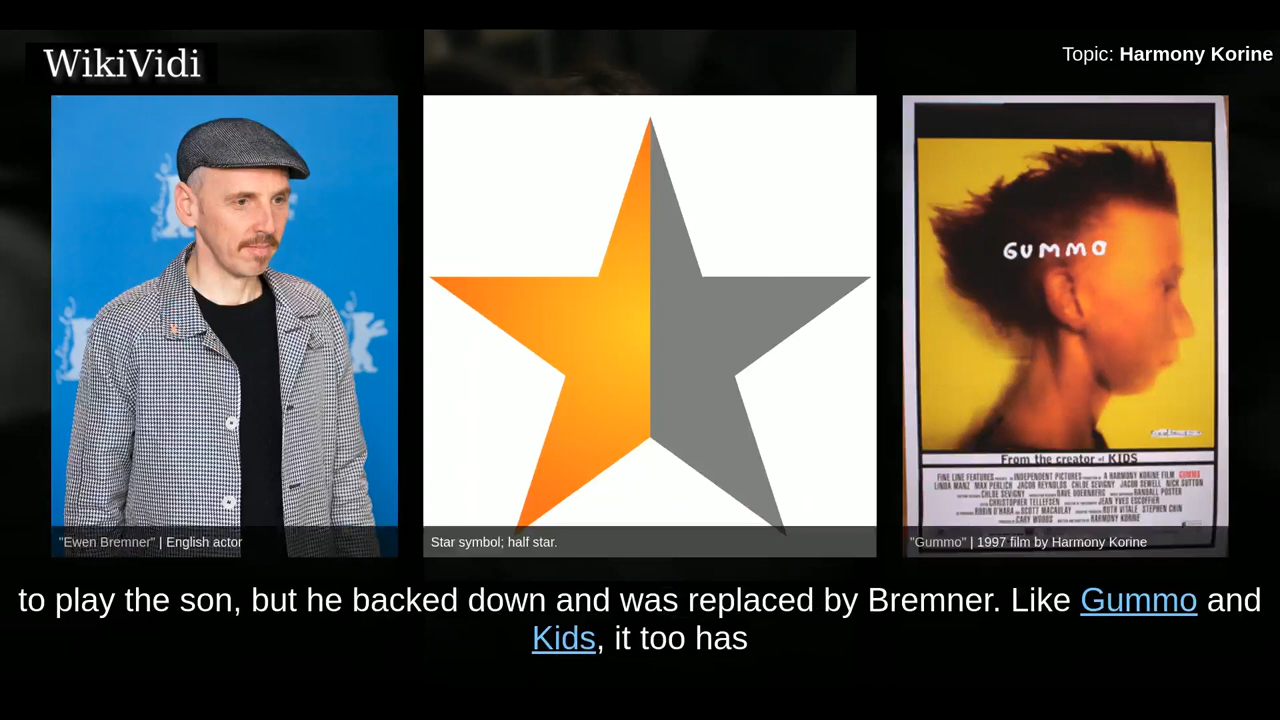 WikiVidi
Topic: Harmony Korine
GUMMO
From the creator of KIDS
"Ewen Bremner" | English actor
Star symbol; half star.
"Gummo" | 1997 film by Harmony Korine
to play the son, but he backed down and was replaced by Bremner. Like Gummo and
Kids, it too has